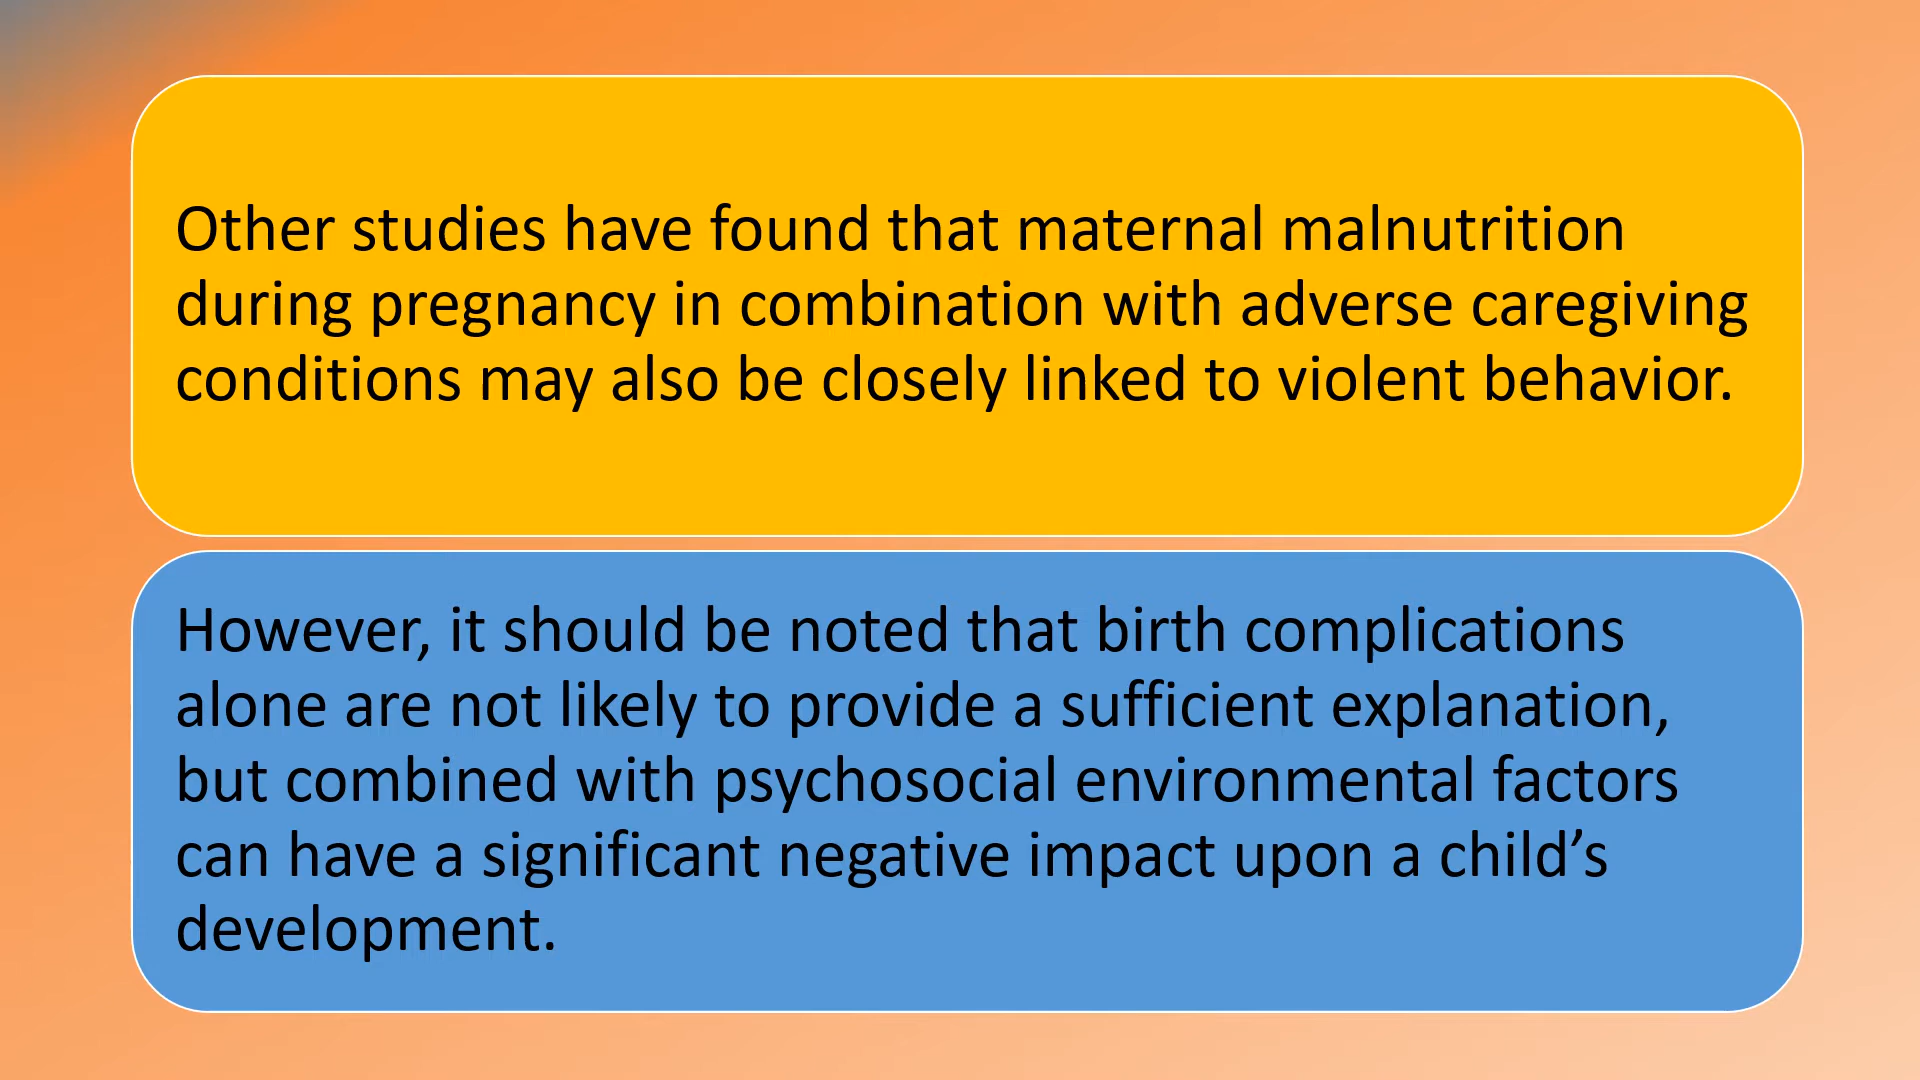 Other studies have found that maternal malnutrition
during pregnancy in combination with adverse caregiving
conditions may also be closely linked to violent behavior.
However, it should be noted that birth complications
alone are not likely to provide a sufficient explanation,
but combined with psychosocial environmental factors
can have a significant negative impact upon a child’s
development.